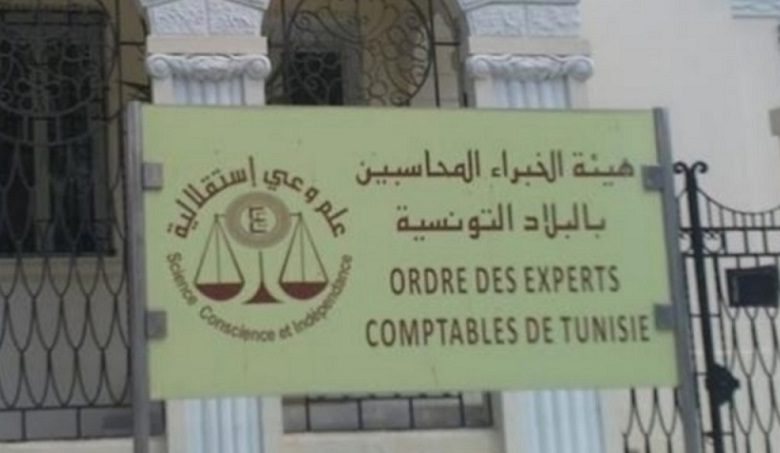 علم وعي إستقلالية
Science Conscience et Indépendance
هيئة الخبراء المحاسبين
بالبلاد التونسية
ORDRE DES EXPERTS
COMPTABLES DE TUNISIE